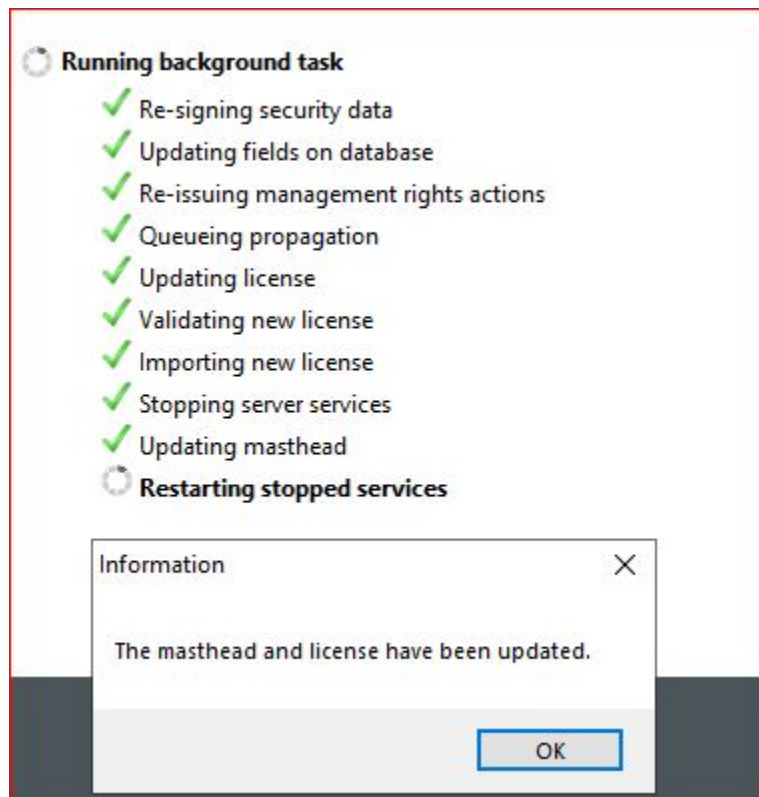 Running background task
Re-signing security data
Updating fields on database
Re-issuing management rights actions
Queueing propagation
Updating license
Validating new license
Importing new license
Stopping server services
Updating masthead
Restarting stopped services
Information
The masthead and license have been updated.
OK